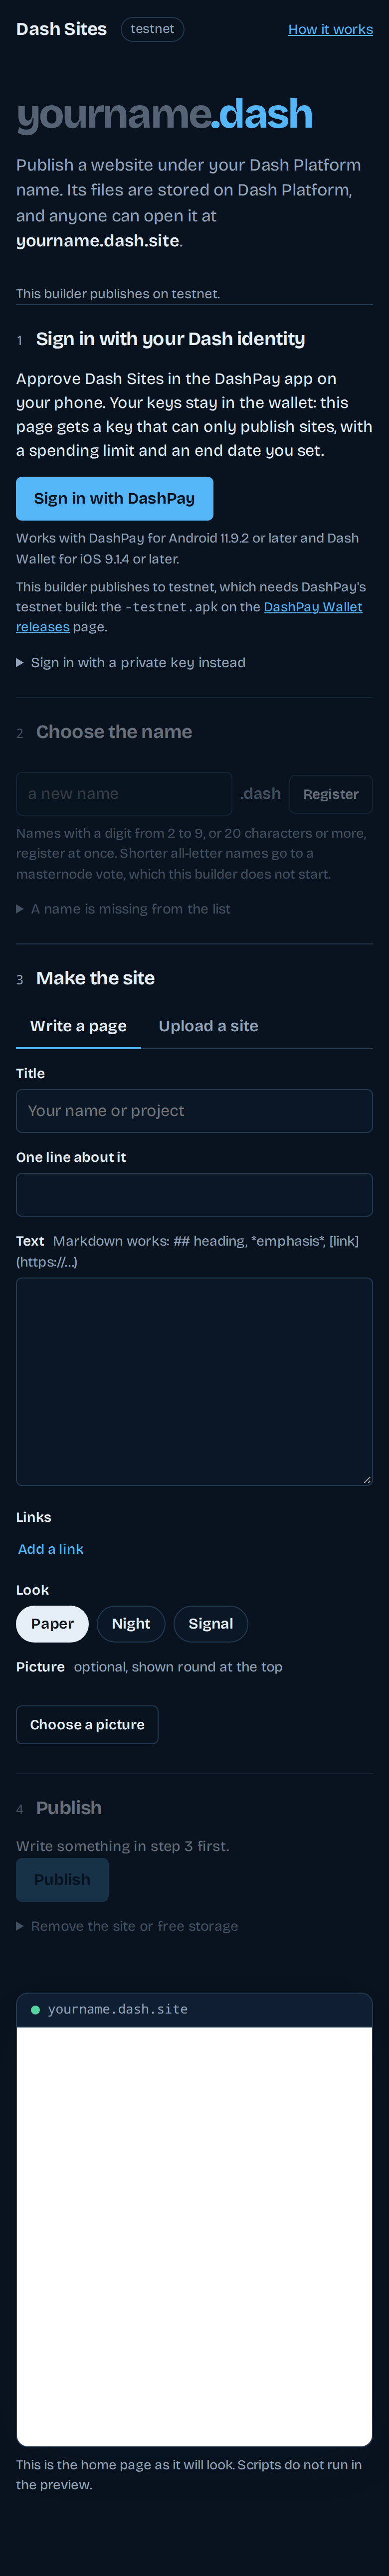 Dash Sites
testnet
How it works
yourname.dash
Publish a website under your Dash Platform
name. Its files are stored on Dash Platform,
and anyone can open it at
yourname.dash.site.
This builder publishes on testnet.
1 Sign in with your Dash identity
Approve Dash Sites in the DashPay app on
your phone. Your keys stay in the wallet: this
page gets a key that can only publish sites, with
a spending limit and an end date you set.
Sign in with DashPay
Works with DashPay for Android 11.9.2 or later and Dash
Wallet for iOS 9.1.4 or later.
This builder publishes to testnet, which needs DashPay's
testnet build: the -testnet.apk on the DashPay Wallet
releases page.
Sign in with a private key instead
2 Choose the name
a new name
.dash
Register
Names with a digit from 2 to 9, or 20 characters or more,
register at once. Shorter all-letter names go to a
masternode vote, which this builder does not start.
A name is missing from the list
3 Make the site
Write a page
Upload a site
Title
Your name or project
One line about it
Text Markdown works: ## heading, *emphasis*, [link]
(https://...)
Links
Add a link
Look
Paper
Night
Signal
Picture optional, shown round at the top
Choose a picture
4 Publish
Write something in step 3 first.
Publish
Remove the site or free storage
yourname.dash.site
This is the home page as it will look. Scripts do not run in
the preview.